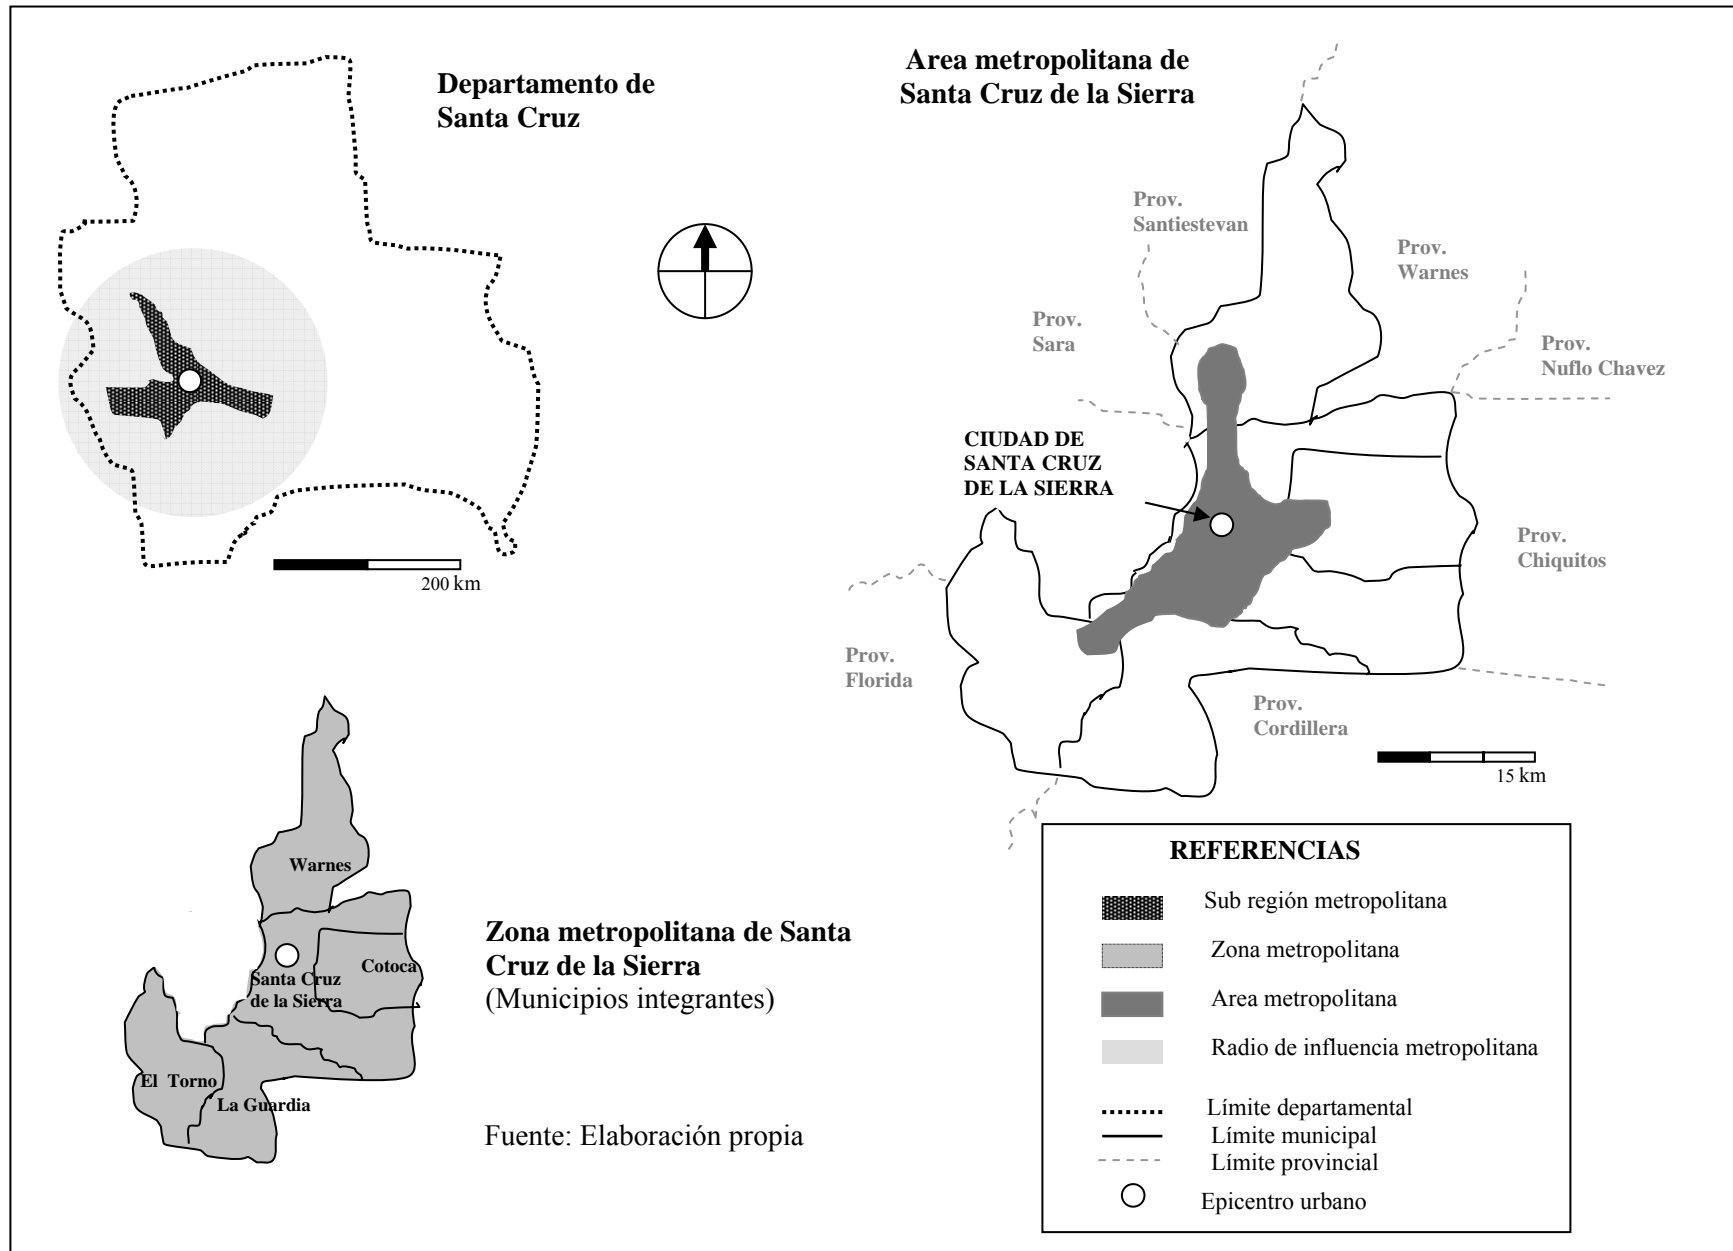 Departamento de
Santa Cruz
200 km
Area metropolitana de
Santa Cruz de la Sierra
Prov.
Santiestevan
Prov.
Warnes
Prov.
Sara
Prov.
Nuflo Chavez
CIUDAD DE
SANTA CRUZ
DE LA SIERRA
Prov.
Chiquitos
Prov.
Florida
Prov.
Cordillera
15 km
Warnes
Cotoca
Santa Cruz
de la Sierra
El Torno
La Guardia
Zona metropolitana de Santa
Cruz de la Sierra
(Municipios integrantes)
Fuente: Elaboración propia
REFERENCIAS
Sub región metropolitana
Zona metropolitana
Area metropolitana
Radio de influencia metropolitana
Límite departamental
Límite municipal
Límite provincial
Epicentro urbano